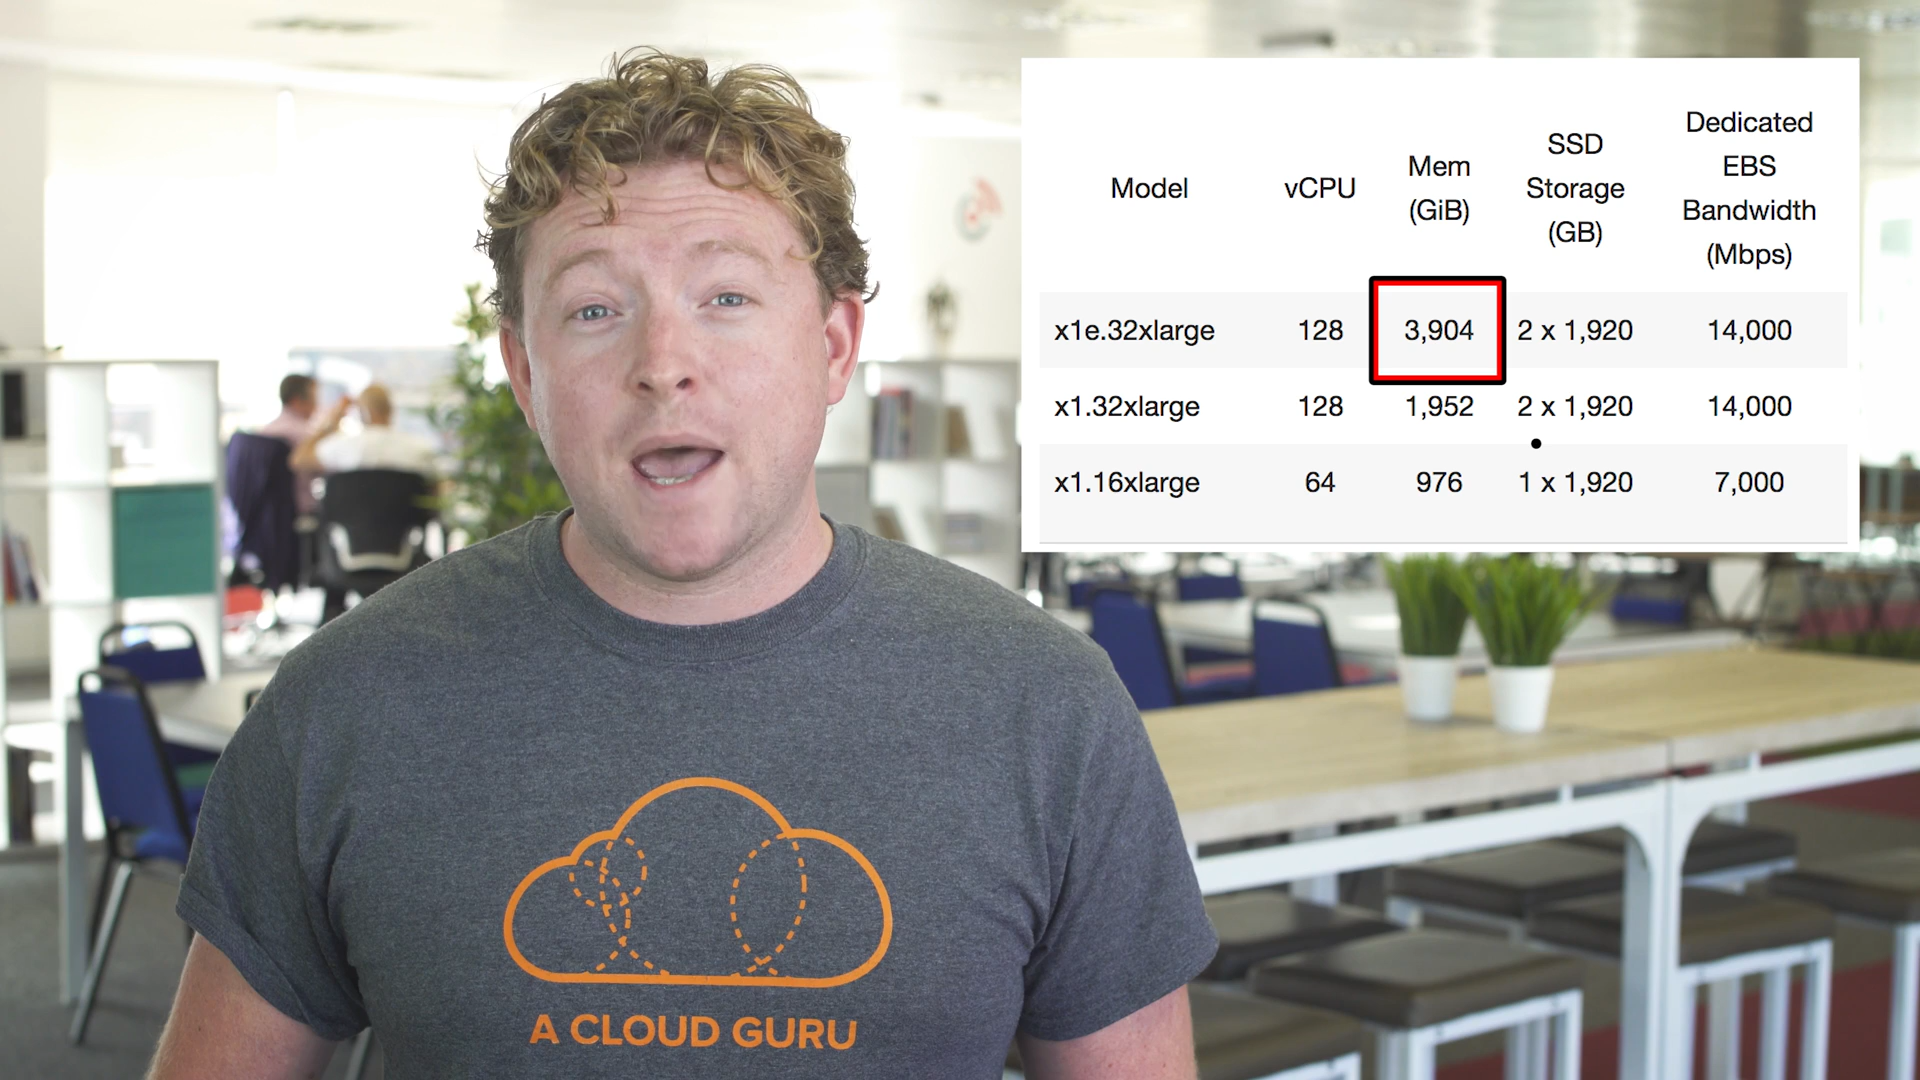 Model vCPU Mem (GiB) SSD Storage (GB) Dedicated EBS Bandwidth (Mbps)
x1e.32xlarge 128 3,904 2 x 1,920 14,000
x1.32xlarge 128 1,952 2 x 1,920 14,000
x1.16xlarge 64 976 1 x 1,920 7,000
A CLOUD GURU